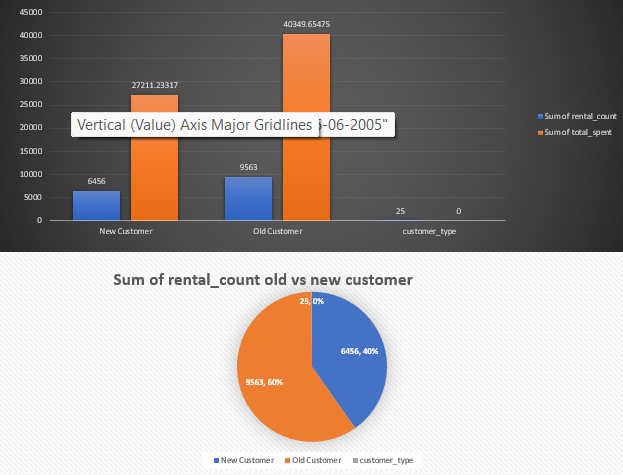 45000
40000
35000
30000
25000
20000
15000
10000
5000
0
40349.65475
27211.23317
Vertical (Value) Axis Major Gridlines -06-2005"
6456
9563
25
0
New Customer
Old Customer
customer_type
Sum of rental_count
Sum of total_spent
Sum of rental_count old vs new customer
25, 0%
6456, 40%
9563, 60%
New Customer Old Customer customer_type